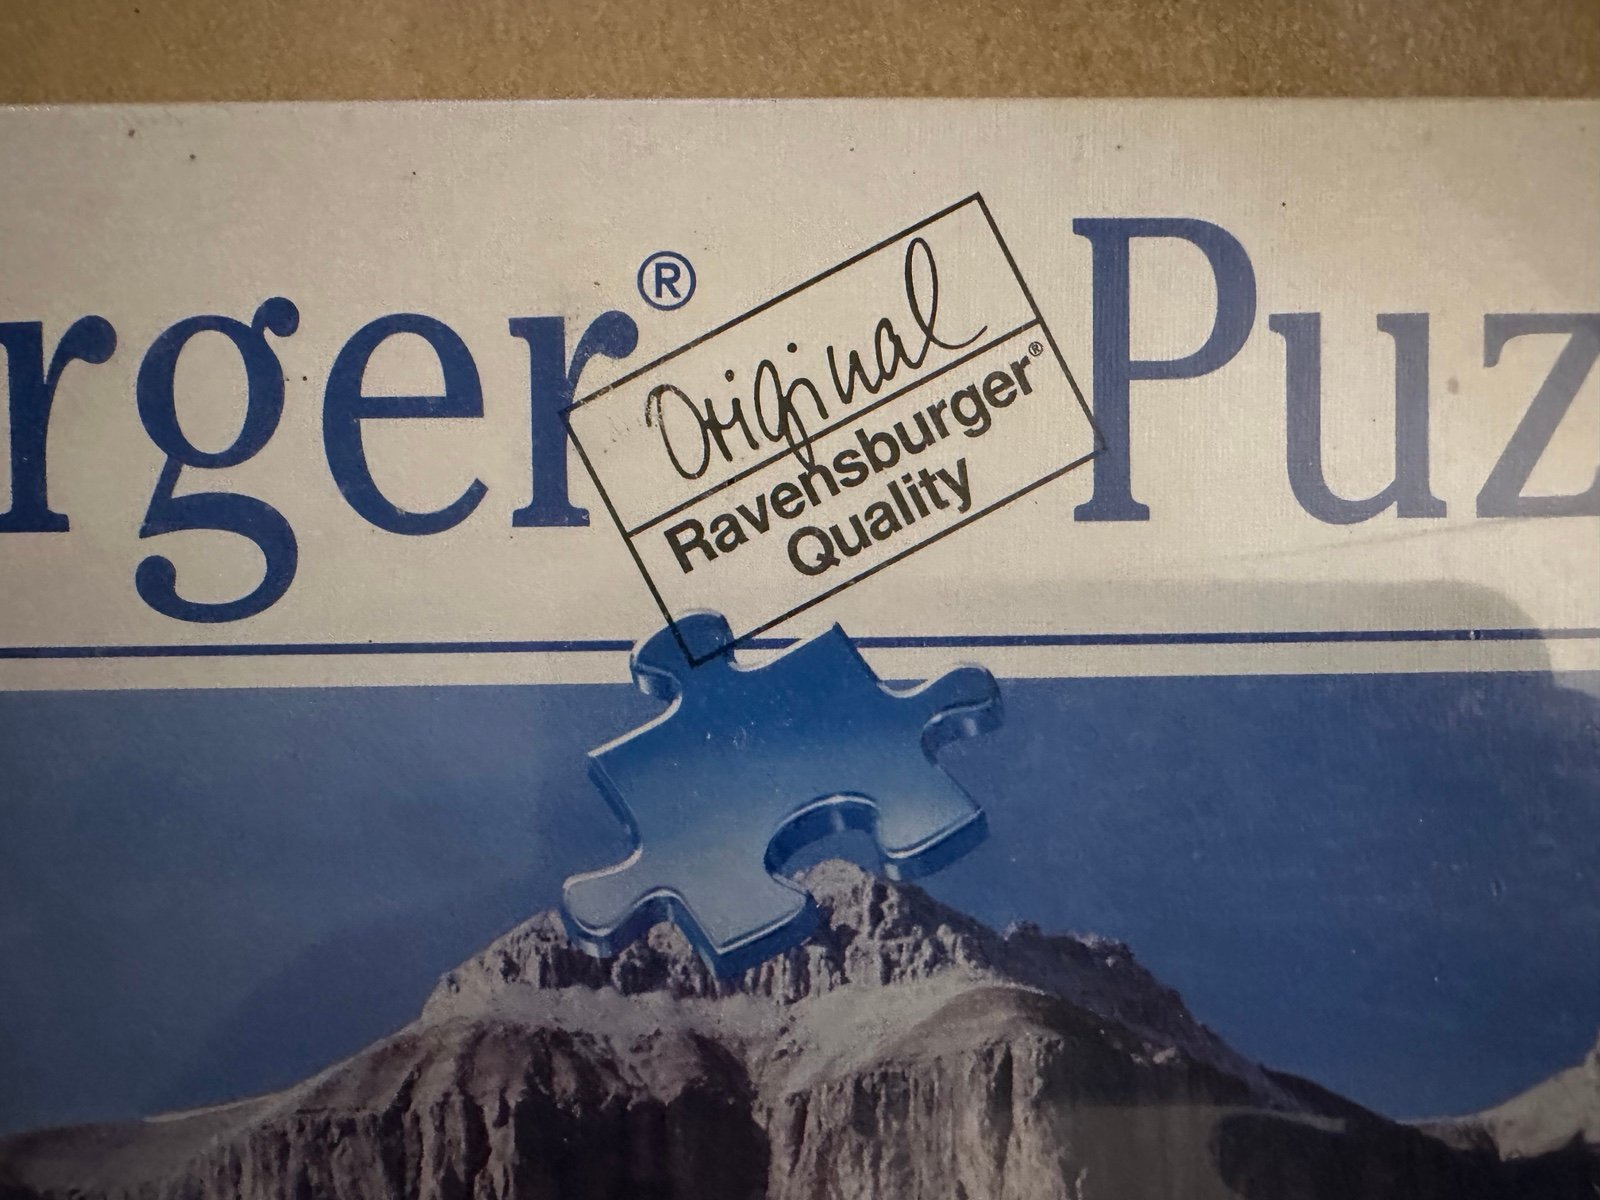 rger® Puz
Original
Ravensburger®
Quality